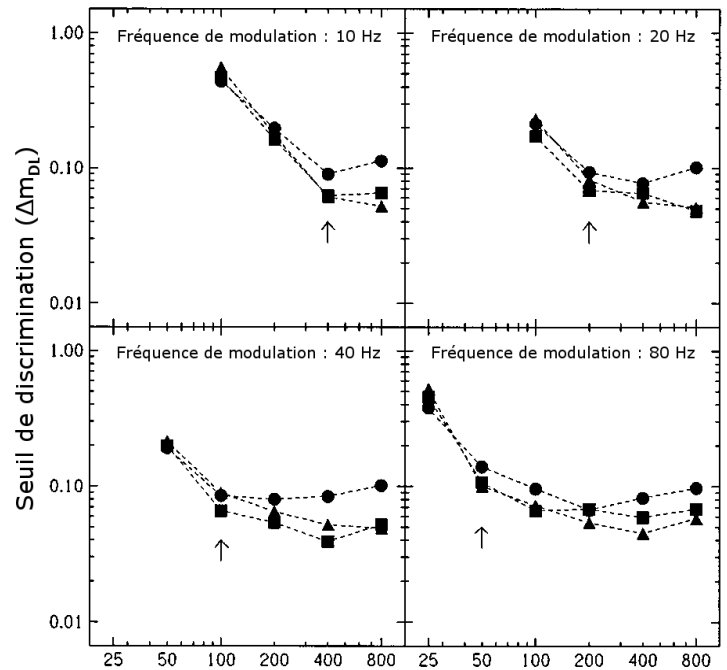 Seuil de discrimination (Δm_DL)
1.00
Fréquence de modulation : 10 Hz
Fréquence de modulation : 20 Hz
0.10
0.01
1.00
Fréquence de modulation : 40 Hz
Fréquence de modulation : 80 Hz
0.10
0.01
25 100 200 400 800 25 50 100 200 400 800